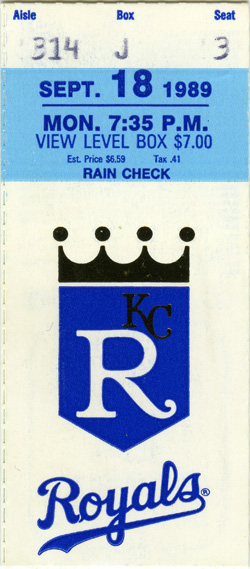 Aisle Box Seat
314 J 3
SEPT. 18 1989
MON. 7:35 P.M.
VIEW LEVEL BOX $7.00
Est. Price $6.59 Tax .41
RAIN CHECK
KC
R
Royals®